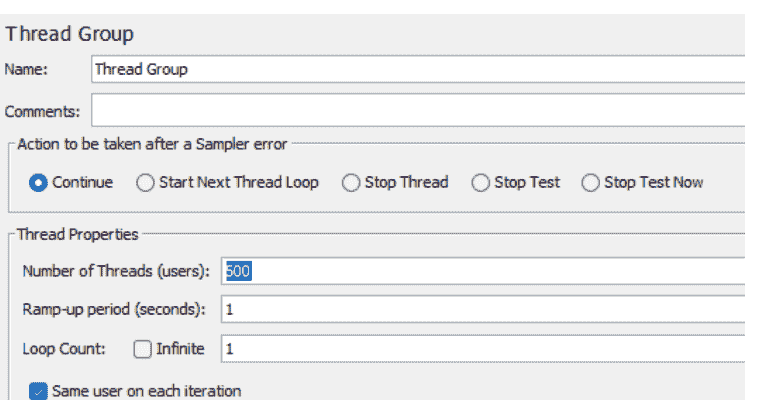 Thread Group
Name: Thread Group
Comments:
Action to be taken after a Sampler error
Continue Start Next Thread Loop Stop Thread Stop Test Stop Test Now
Thread Properties
Number of Threads (users): 500
Ramp-up period (seconds): 1
Loop Count: Infinite 1
Same user on each iteration